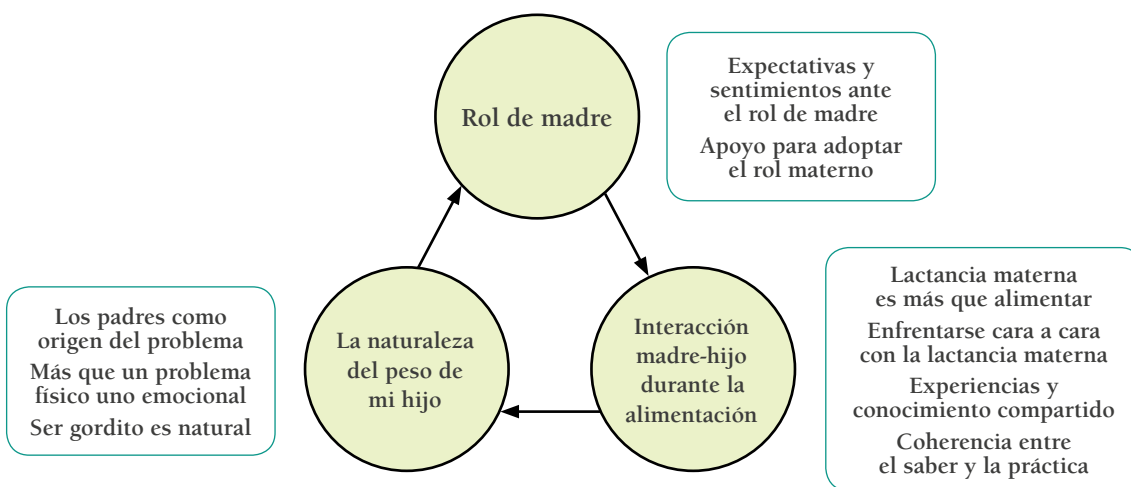 Rol de madre
Expectativas y
sentimientos ante
el rol de madre
Apoyo para adoptar
el rol materno
Los padres como
origen del problema
Más que un problema
físico uno emocional
Ser gordito es natural
La naturaleza
del peso de
mi hijo
Interacción
madre-hijo
durante la
alimentación
Lactancia materna
es más que alimentar
Enfrentarse cara a cara
con la lactancia materna
Experiencias y
conocimiento compartido
Coherencia entre
el saber y la práctica